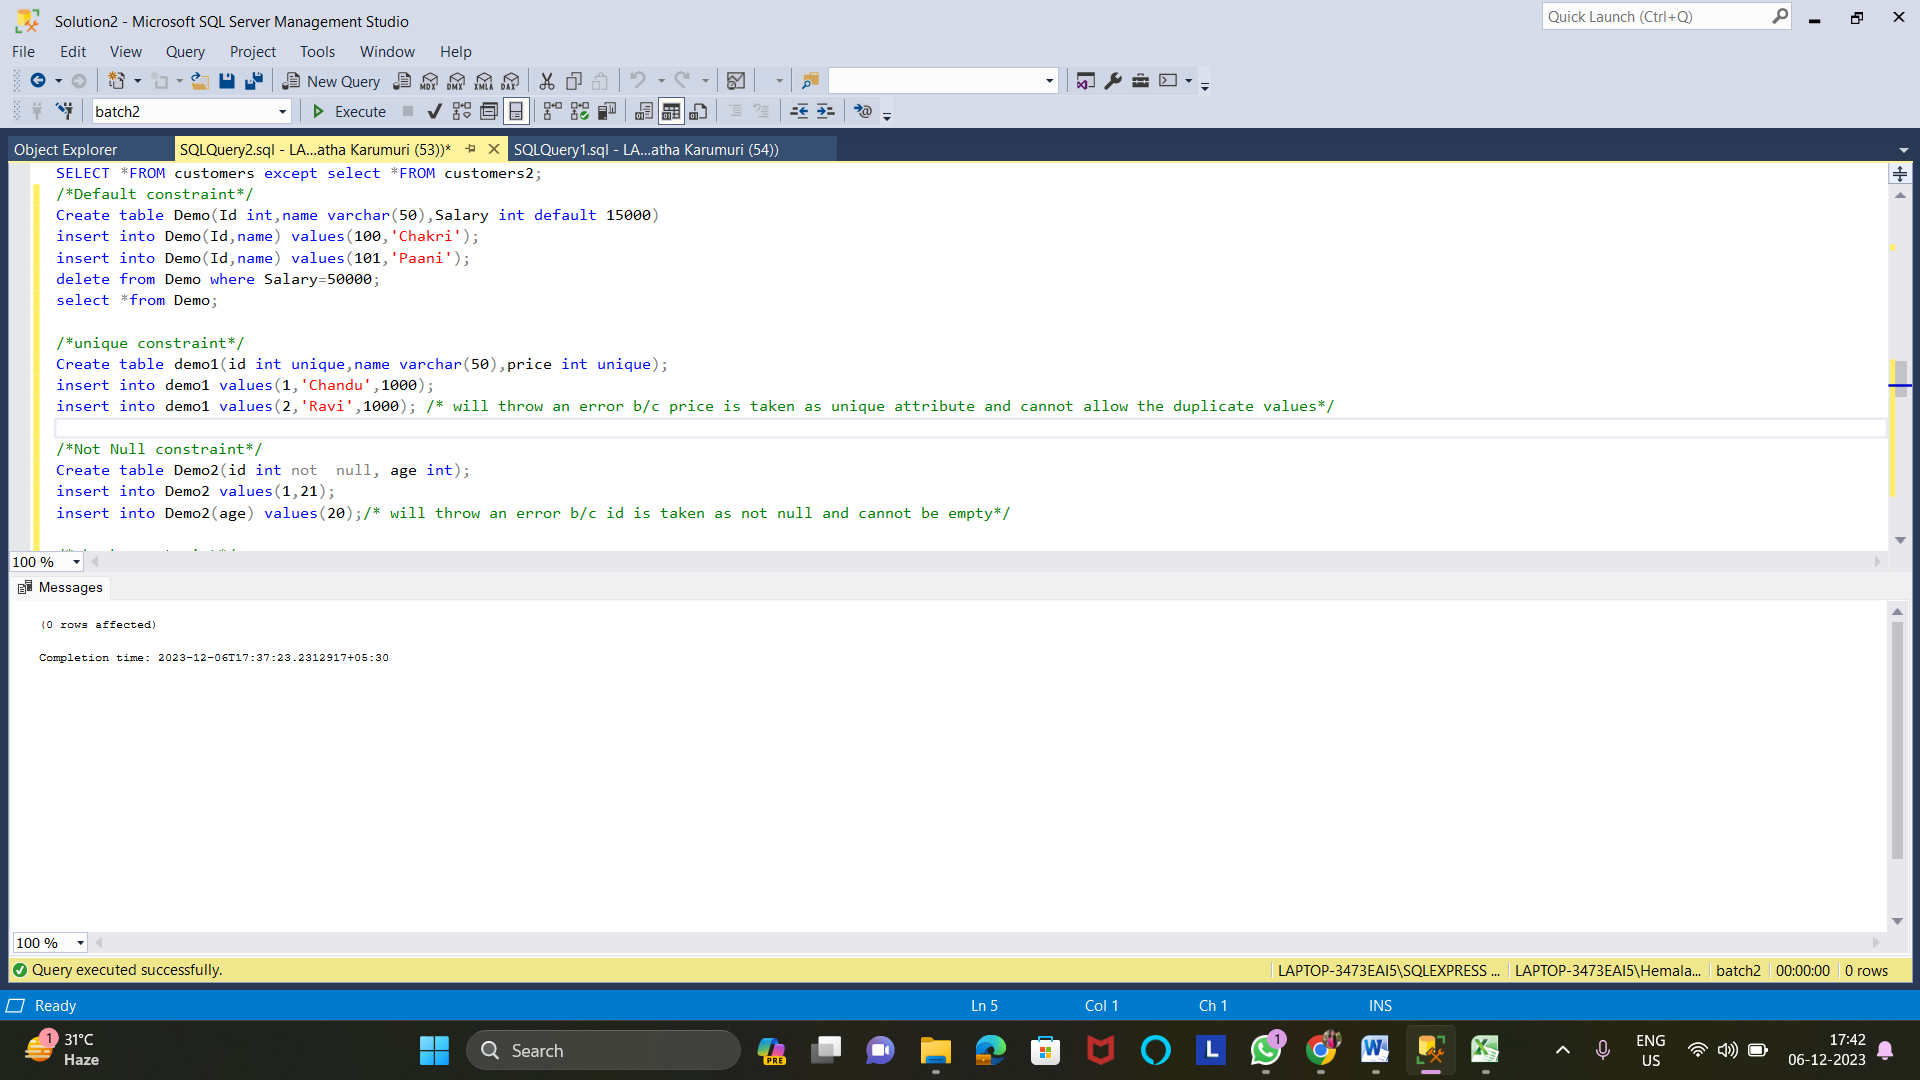 Solution2 - Microsoft SQL Server Management Studio
Quick Launch (Ctrl+Q)
File Edit View Query Project Tools Window Help
New Query MDX DMX XMLA DAX
batch2 Execute
Object Explorer SQLQuery2.sql - LA...atha Karumuri (53))* SQLQuery1.sql - LA...atha Karumuri (54))
SELECT *FROM customers except select *FROM customers2;
/*Default constraint*/
Create table Demo(Id int,name varchar(50),Salary int default 15000)
insert into Demo(Id,name) values(100,'Chakri');
insert into Demo(Id,name) values(101,'Paani');
delete from Demo where Salary=50000;
select *from Demo;
/*unique constraint*/
Create table demo1(id int unique,name varchar(50),price int unique);
insert into demo1 values(1,'Chandu',1000);
insert into demo1 values(2,'Ravi',1000); /* will throw an error b/c price is taken as unique attribute and cannot allow the duplicate values*/
/*Not Null constraint*/
Create table Demo2(id int not  null, age int);
insert into Demo2 values(1,21);
insert into Demo2(age) values(20);/* will throw an error b/c id is taken as not null and cannot be empty*/
100 %
Messages
(0 rows affected)
Completion time: 2023-12-06T17:37:23.2312917+05:30
100 %
Query executed successfully. LAPTOP-3473EAI5\SQLEXPRESS ... LAPTOP-3473EAI5\Hemala... batch2 00:00:00 0 rows
Ready Ln 5 Col 1 Ch 1 INS
1 31°C
Haze
Search
PRE
L
1
ENG
US
17:42
06-12-2023